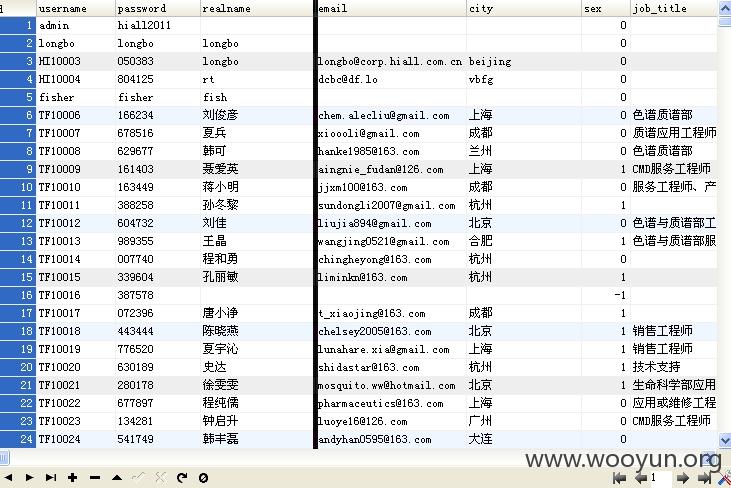 d username password realname email city sex job_title
1 admin hiall2011 0
2 longbo longbo longbo 0
3 HI10003 050383 longbo longbo@corp.hiall.com.cn beijing 0
4 HI10004 804125 rt dcbc@df.lo vbfg 0
5 fisher fisher fish 0
6 TF10006 166234 刘俊彦 chem.alecliu@gmail.com 上海 0 色谱质谱部
7 TF10007 678516 夏兵 xioooli@gmail.com 成都 0 质谱应用工程师
8 TF10008 629677 韩可 hanke1985@163.com 兰州 0 色谱质谱部
9 TF10009 161403 聂爱英 aingnie_fudan@126.com 上海 1 CMD服务工程师
10 TF10010 163449 蒋小明 jjxm100@163.com 成都 0 服务工程师、产
11 TF10011 388258 孙冬黎 sundongli2007@gmail.com 杭州 1
12 TF10012 604732 刘佳 liujia894@gmail.com 北京 0 色谱与质谱部工
13 TF10013 989355 王晶 wangjing0521@gmail.com 合肥 1 色谱与质谱部服
14 TF10014 007740 程和勇 chingheyong@163.com 杭州 0
15 TF10015 339604 孔丽敏 liminkn@163.com 杭州 1
16 TF10016 387578 -1
17 TF10017 072396 唐小净 t_xiaojing@163.com 成都 1
18 TF10018 443444 陈晓燕 chelsey2005@163.com 北京 1 销售工程师
19 TF10019 776520 夏宇沁 lunahare.xia@gmail.com 上海 1 销售工程师
20 TF10020 630189 史达 shidastar@163.com 杭州 1 技术支持
21 TF10021 280178 徐雯雯 mosquito.ww@hotmail.com 北京 1 生命科学部应用
22 TF10022 677897 程纯儒 pharmaceutics@163.com 上海 0 应用或维修工程
23 TF10023 134281 钟启升 luoye16@126.com 广州 0 CMD服务工程师
24 TF10024 541749 韩丰磊 andyhan0595@163.com 大连 0
www.wooyun.org
1